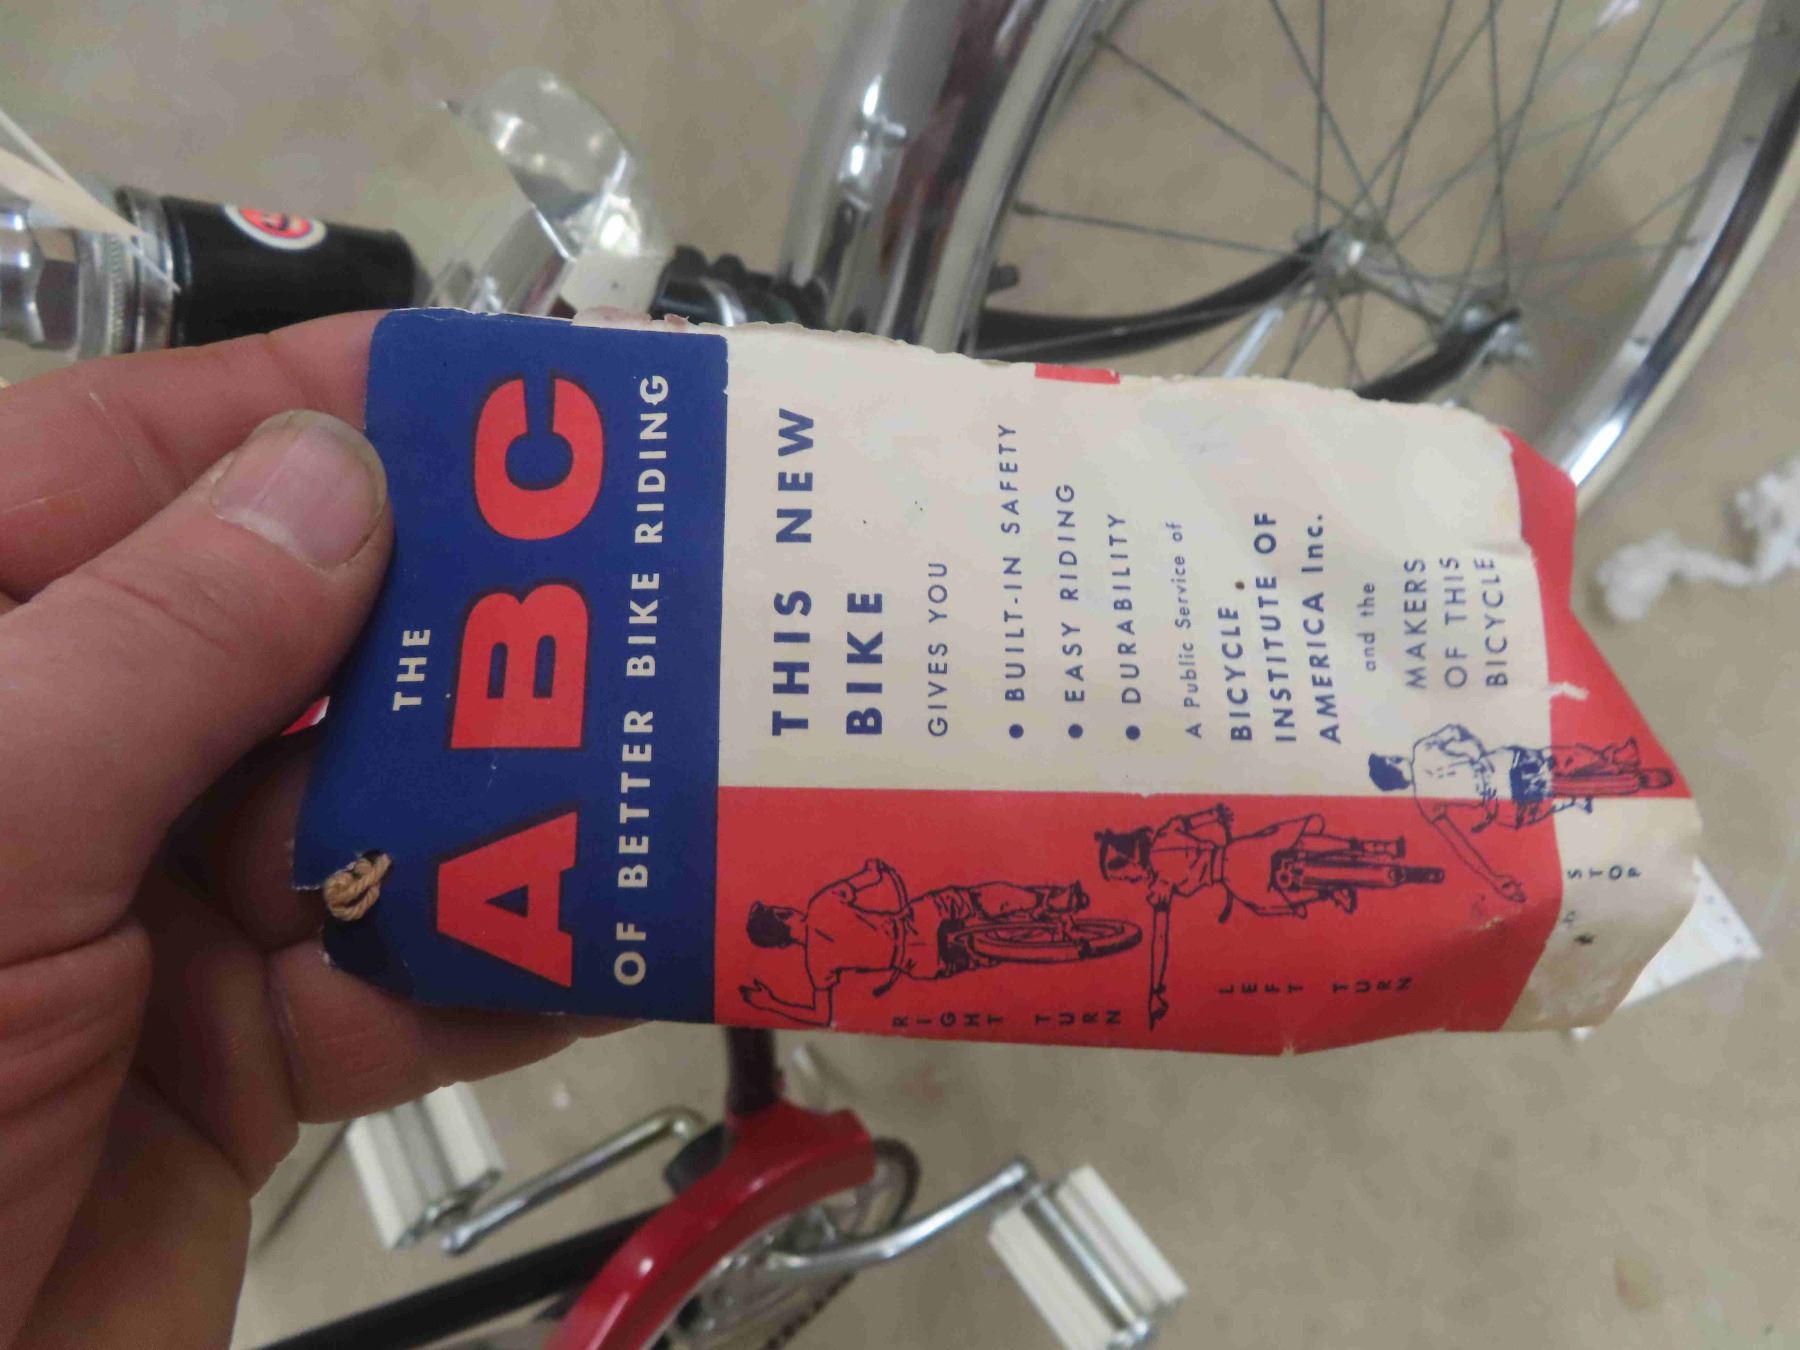 THE
ABC
OF BETTER BIKE RIDING
THIS NEW
BIKE
GIVES YOU
• BUILT-IN SAFETY
• EASY RIDING
• DURABILITY
A Public Service of
BICYCLE
INSTITUTE OF
AMERICA Inc.
and the
MAKERS
OF THIS
BICYCLE
RIGHT TURN
LEFT TURN
STOP